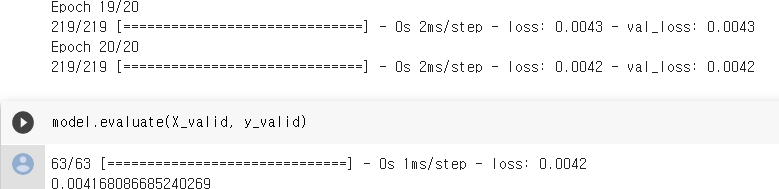 Epoch 19/20
219/219 [==============================] - 0s 2ms/step - loss: 0.0043 - val_loss: 0.0043
Epoch 20/20
219/219 [==============================] - 0s 2ms/step - loss: 0.0042 - val_loss: 0.0042
model.evaluate(X_valid, y_valid)
63/63 [==============================] - 0s 1ms/step - loss: 0.0042
0.004168086685240269